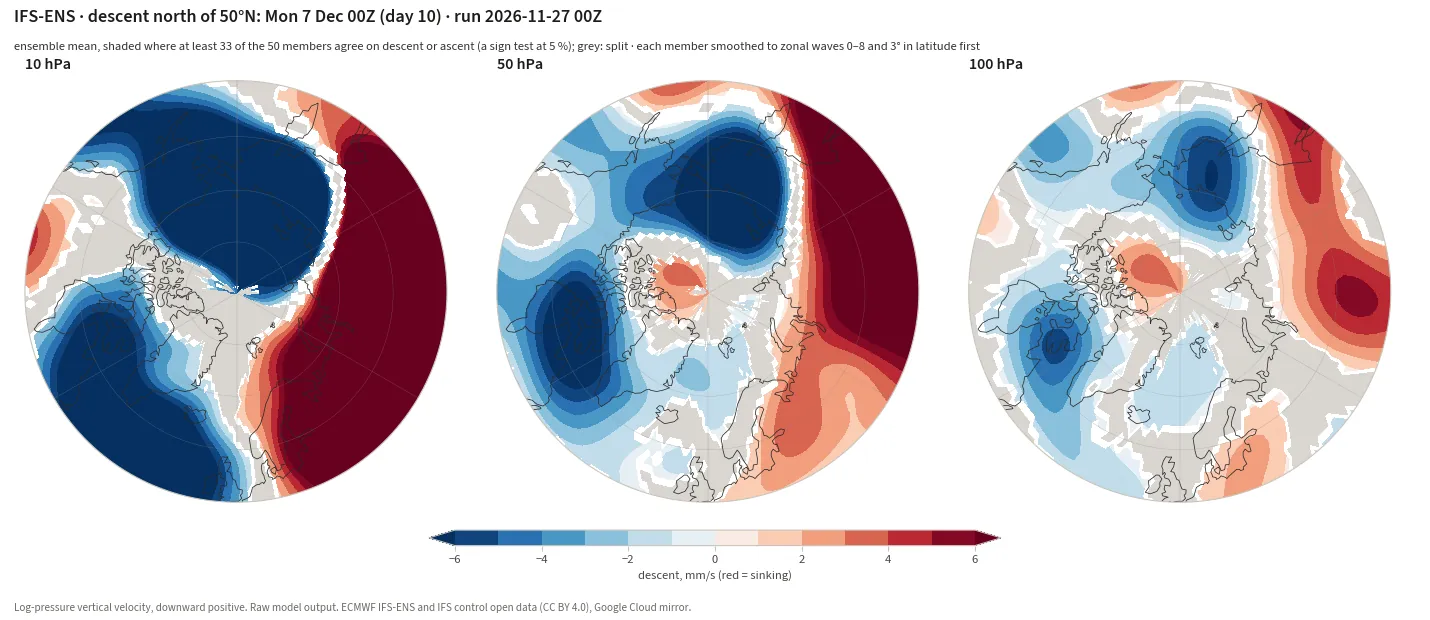 IFS-ENS · descent north of 50°N: Mon 7 Dec 00Z (day 10) · run 2026-11-27 00Z
ensemble mean, shaded where at least 33 of the 50 members agree on descent or ascent (a sign test at 5 %); grey: split · each member smoothed to zonal waves 0–8 and 3° in latitude first
10 hPa
50 hPa
100 hPa
−6 −4 −2 0 2 4 6
descent, mm/s (red = sinking)
Log-pressure vertical velocity, downward positive. Raw model output. ECMWF IFS-ENS and IFS control open data (CC BY 4.0), Google Cloud mirror.